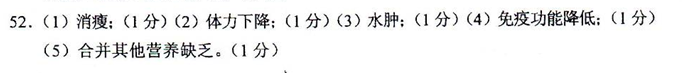 52.（1）消瘦；（1 分）（2）体力下降；（1 分）（3）水肿；（1 分）（4）免疫功能降低；（1 分）
（5）合并其他营养缺乏。（1 分）